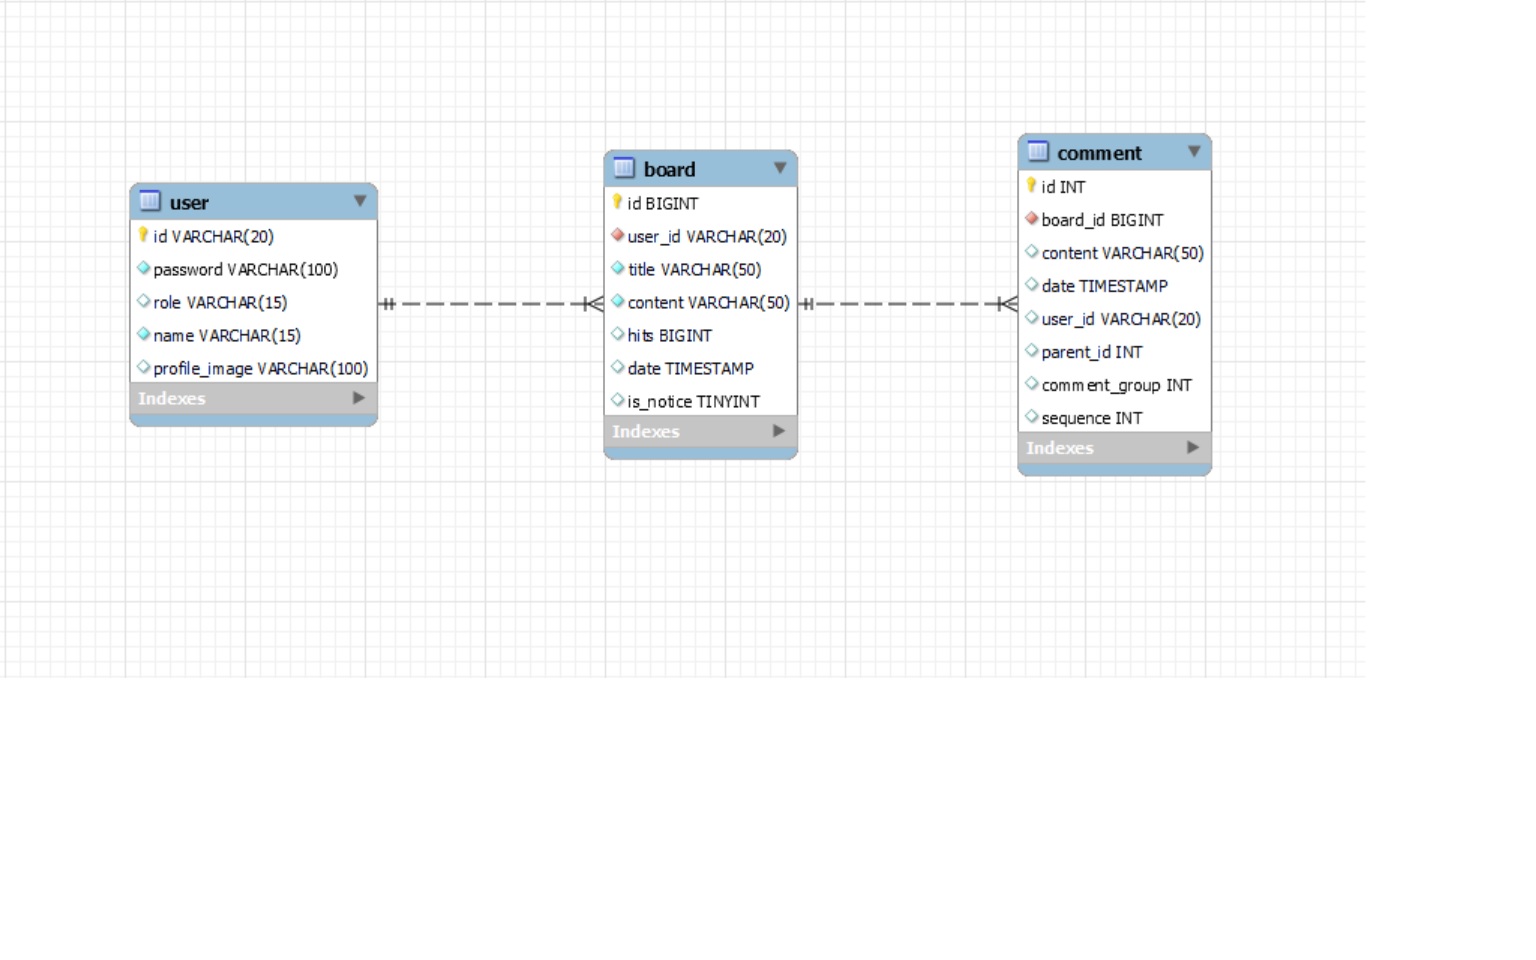 user
id VARCHAR(20)
password VARCHAR(100)
role VARCHAR(15)
name VARCHAR(15)
profile_image VARCHAR(100)
Indexes
board
id BIGINT
user_id VARCHAR(20)
title VARCHAR(50)
content VARCHAR(50)
hits BIGINT
date TIMESTAMP
is_notice TINYINT
Indexes
comment
id INT
board_id BIGINT
content VARCHAR(50)
date TIMESTAMP
user_id VARCHAR(20)
parent_id INT
comment_group INT
sequence INT
Indexes